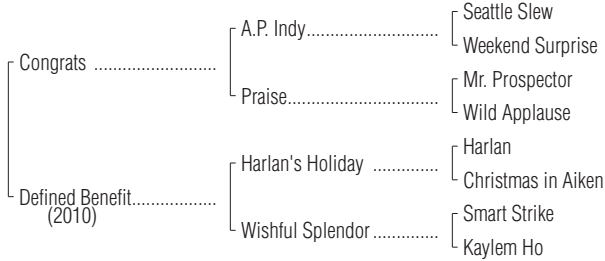 Seattle Slew
A.P. Indy..............................
Weekend Surprise
Congrats ............................
Mr. Prospector
Praise...................................
Wild Applause
Harlan
Harlan's Holiday ...............
Christmas in Aiken
Defined Benefit...................
(2010)
Smart Strike
Wishful Splendor ...............
Kaylem Ho